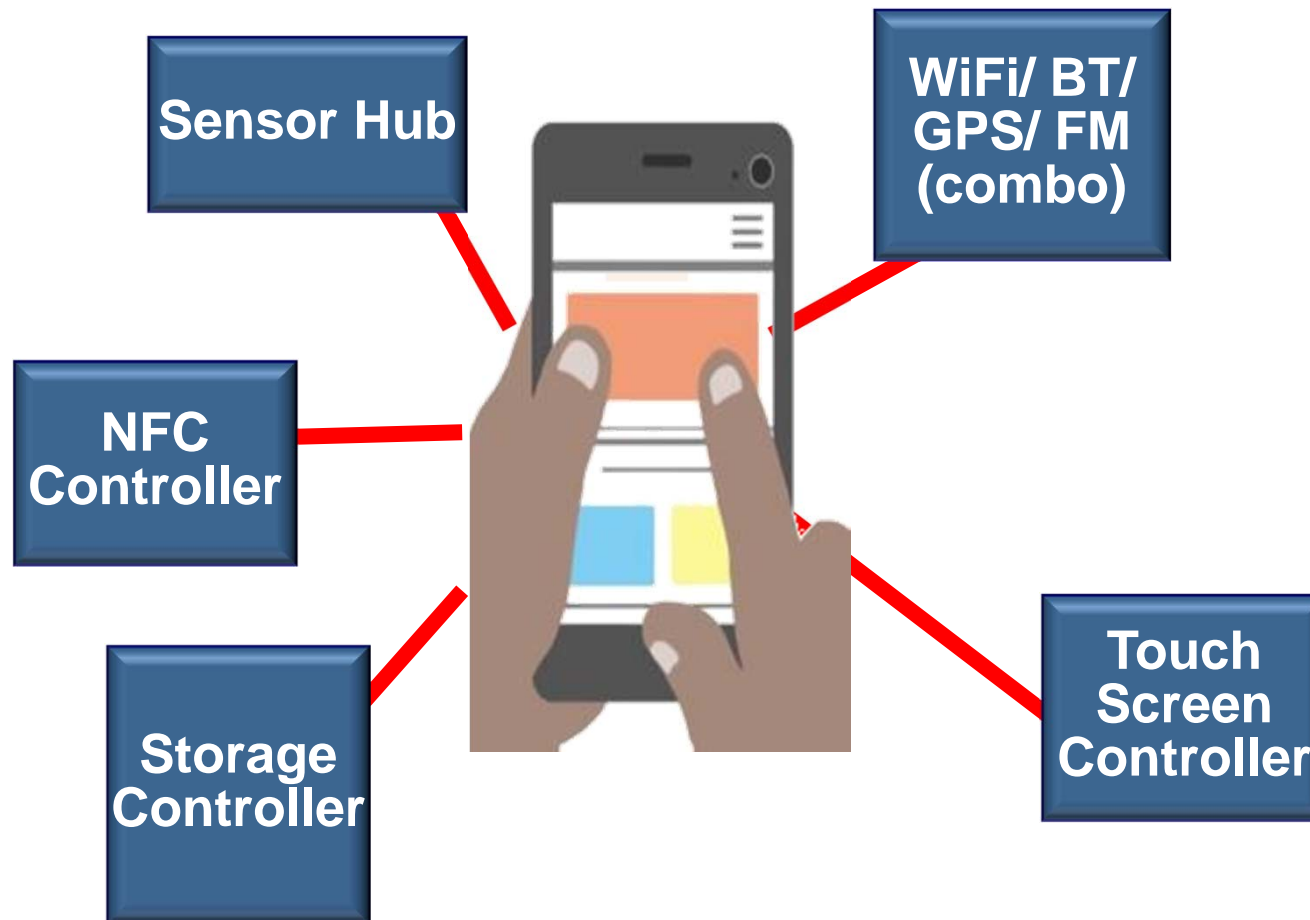 Sensor Hub
WiFi/ BT/
GPS/ FM
(combo)
NFC
Controller
Storage
Controller
Touch
Screen
Controller